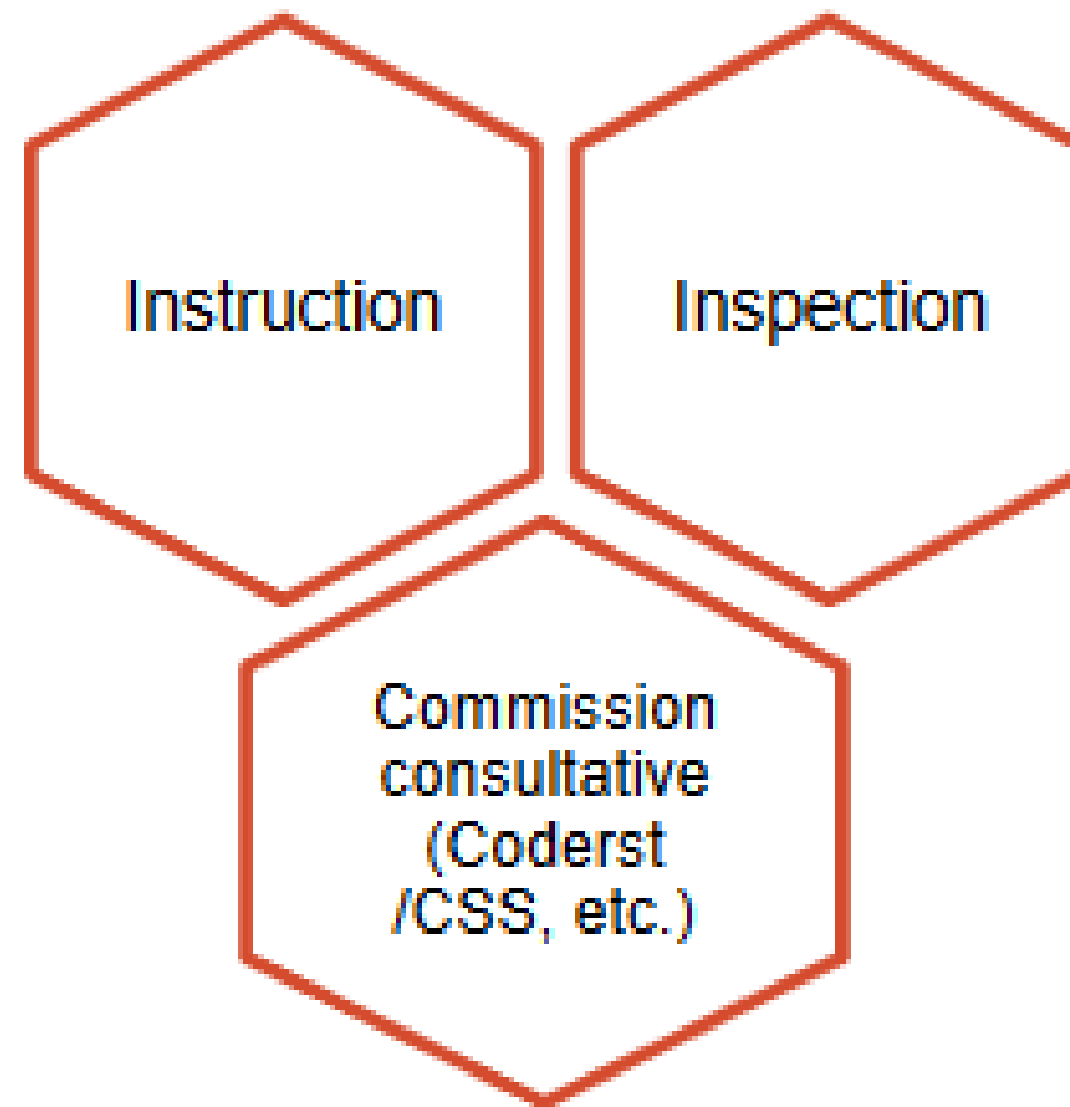 Instruction
Inspection
Commission
consultative
(Coderst
/CSS, etc.)